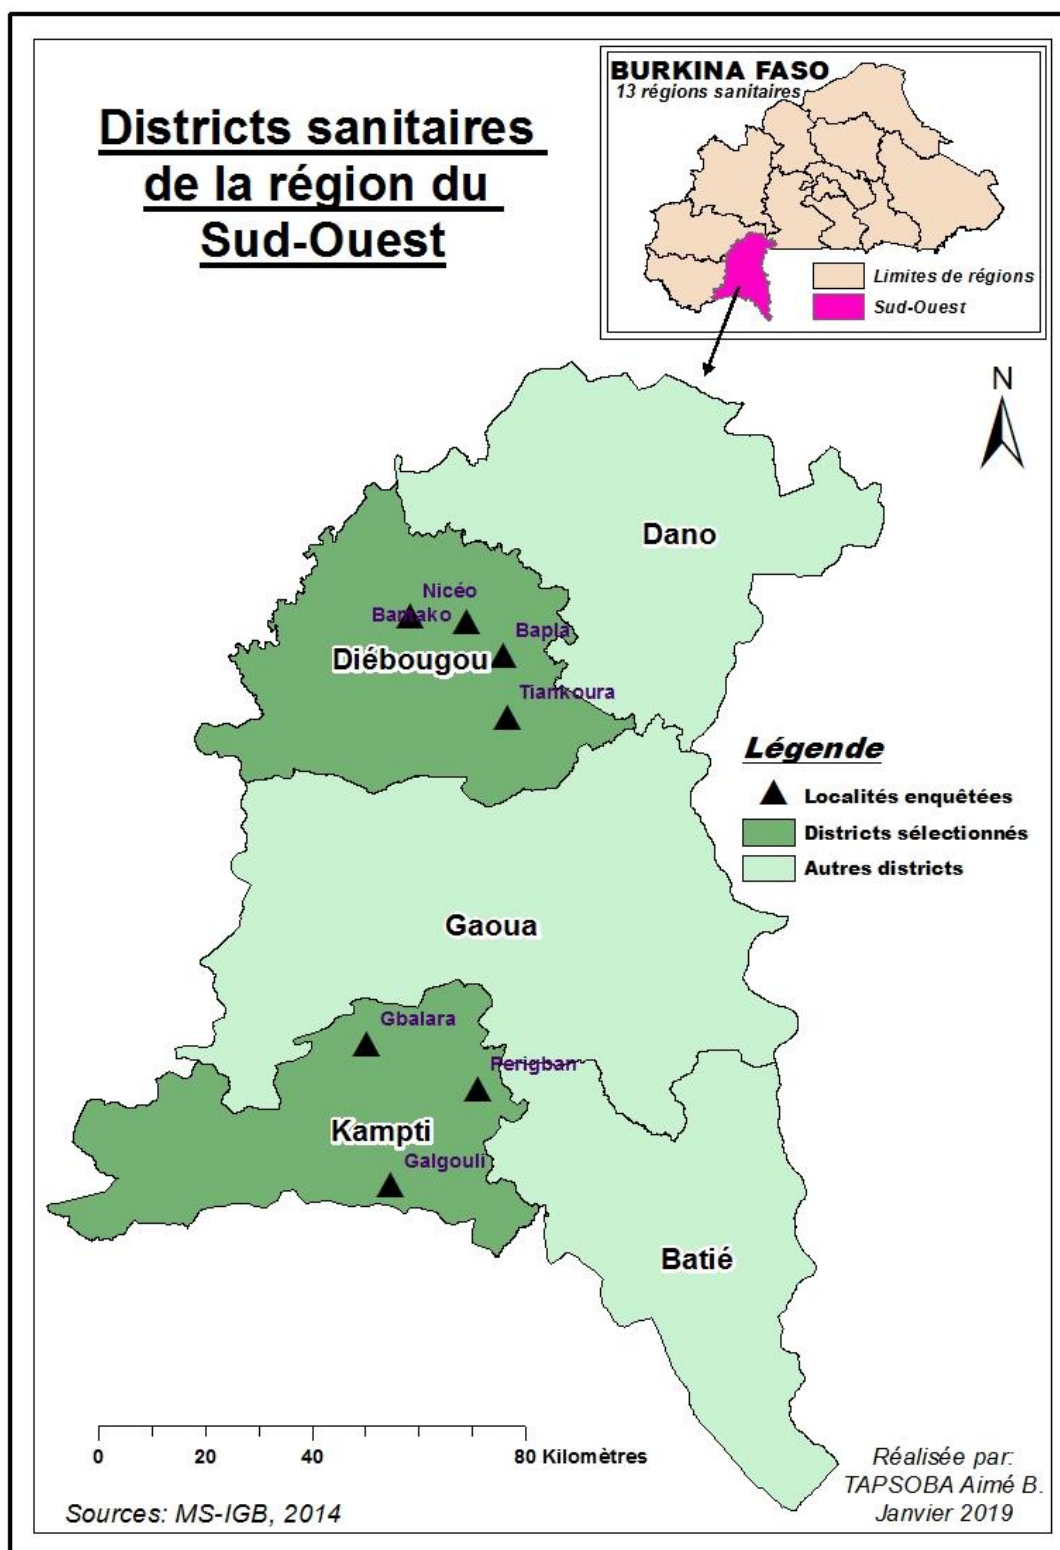 Districts sanitaires
de la région du
Sud-Ouest
BURKINA FASO
13 régions sanitaires
Limites de régions
Sud-Ouest
N
Dano
Nicéo
Bamako
Bapla
Diébougou
Tiankoura
Légende
Localités enquêtées
Districts sélectionnés
Autres districts
Gaoua
Gbalara
Perigban
Kampti
Galgouli
Batié
0 20 40 80 Kilomètres
Sources: MS-IGB, 2014
Réalisée par:
TAPSOBA Aimé B.
Janvier 2019